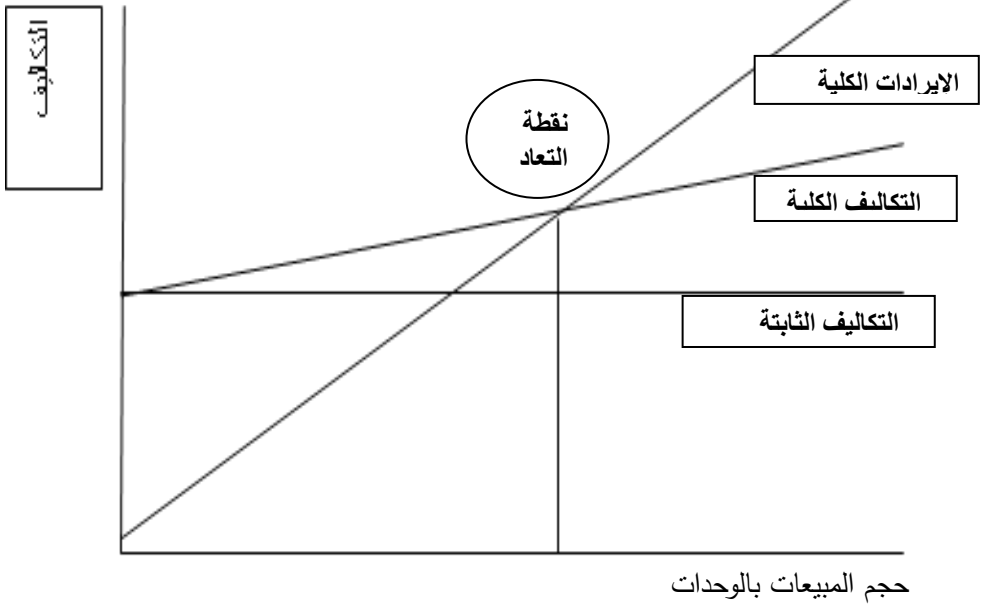 التكاليف
الايرادات الكلية
نقطة
التعاد
التكاليف الكلية
التكاليف الثابتة
حجم المبيعات بالوحدات